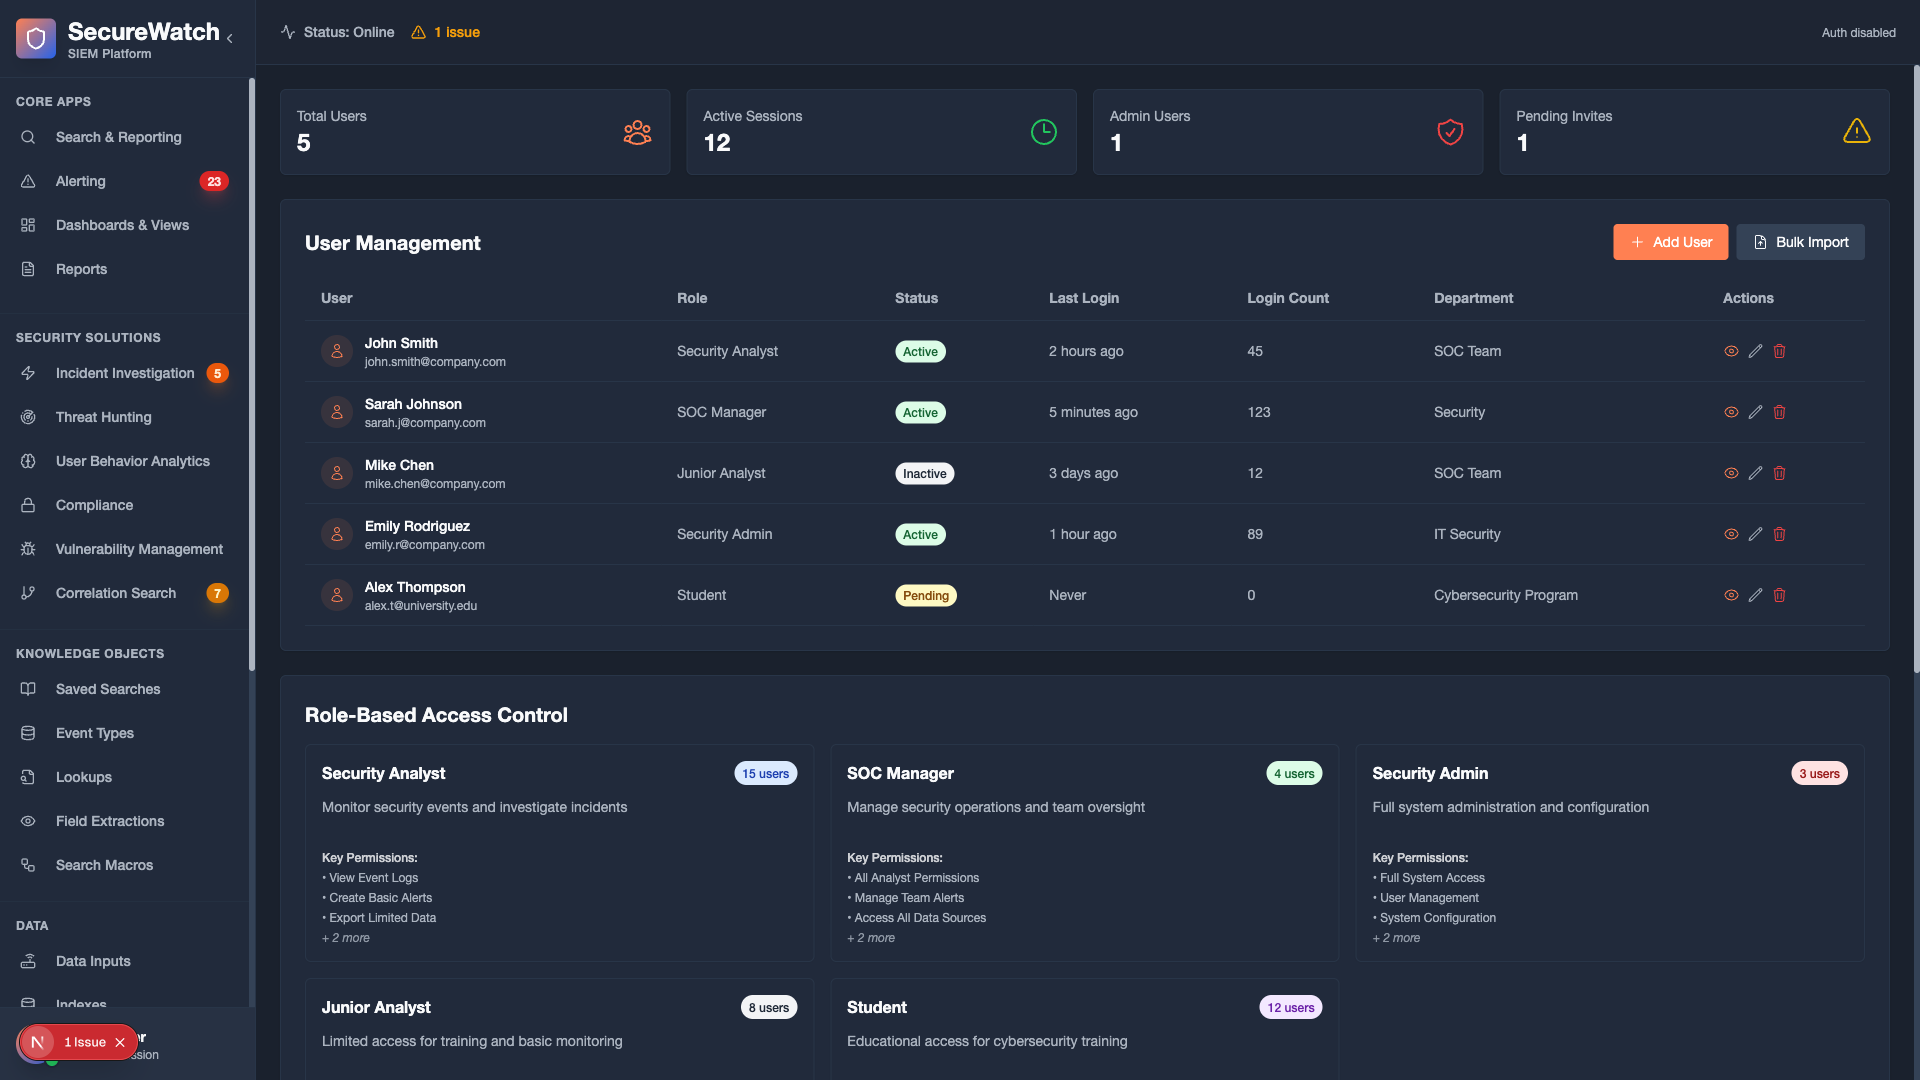 SecureWatch
SIEM Platform
CORE APPS
Search & Reporting
Alerting
23
Dashboards & Views
Reports
SECURITY SOLUTIONS
Incident Investigation
5
Threat Hunting
User Behavior Analytics
Compliance
Vulnerability Management
Correlation Search
7
KNOWLEDGE OBJECTS
Saved Searches
Event Types
Lookups
Field Extractions
Search Macros
DATA
Data Inputs
Indexes
N 1 Issue
Status: Online
1 issue
Auth disabled
Total Users
5
Active Sessions
12
Admin Users
1
Pending Invites
1
User Management
Add User
Bulk Import
User Role Status Last Login Login Count Department Actions
John Smith
john.smith@company.com
Security Analyst Active 2 hours ago 45 SOC Team
Sarah Johnson
sarah.j@company.com
SOC Manager Active 5 minutes ago 123 Security
Mike Chen
mike.chen@company.com
Junior Analyst Inactive 3 days ago 12 SOC Team
Emily Rodriguez
emily.r@company.com
Security Admin Active 1 hour ago 89 IT Security
Alex Thompson
alex.t@university.edu
Student Pending Never 0 Cybersecurity Program
Role-Based Access Control
Security Analyst
15 users
Monitor security events and investigate incidents
Key Permissions:
• View Event Logs
• Create Basic Alerts
• Export Limited Data
+ 2 more
SOC Manager
4 users
Manage security operations and team oversight
Key Permissions:
• All Analyst Permissions
• Manage Team Alerts
• Access All Data Sources
+ 2 more
Security Admin
3 users
Full system administration and configuration
Key Permissions:
• Full System Access
• User Management
• System Configuration
+ 2 more
Junior Analyst
8 users
Limited access for training and basic monitoring
Student
12 users
Educational access for cybersecurity training